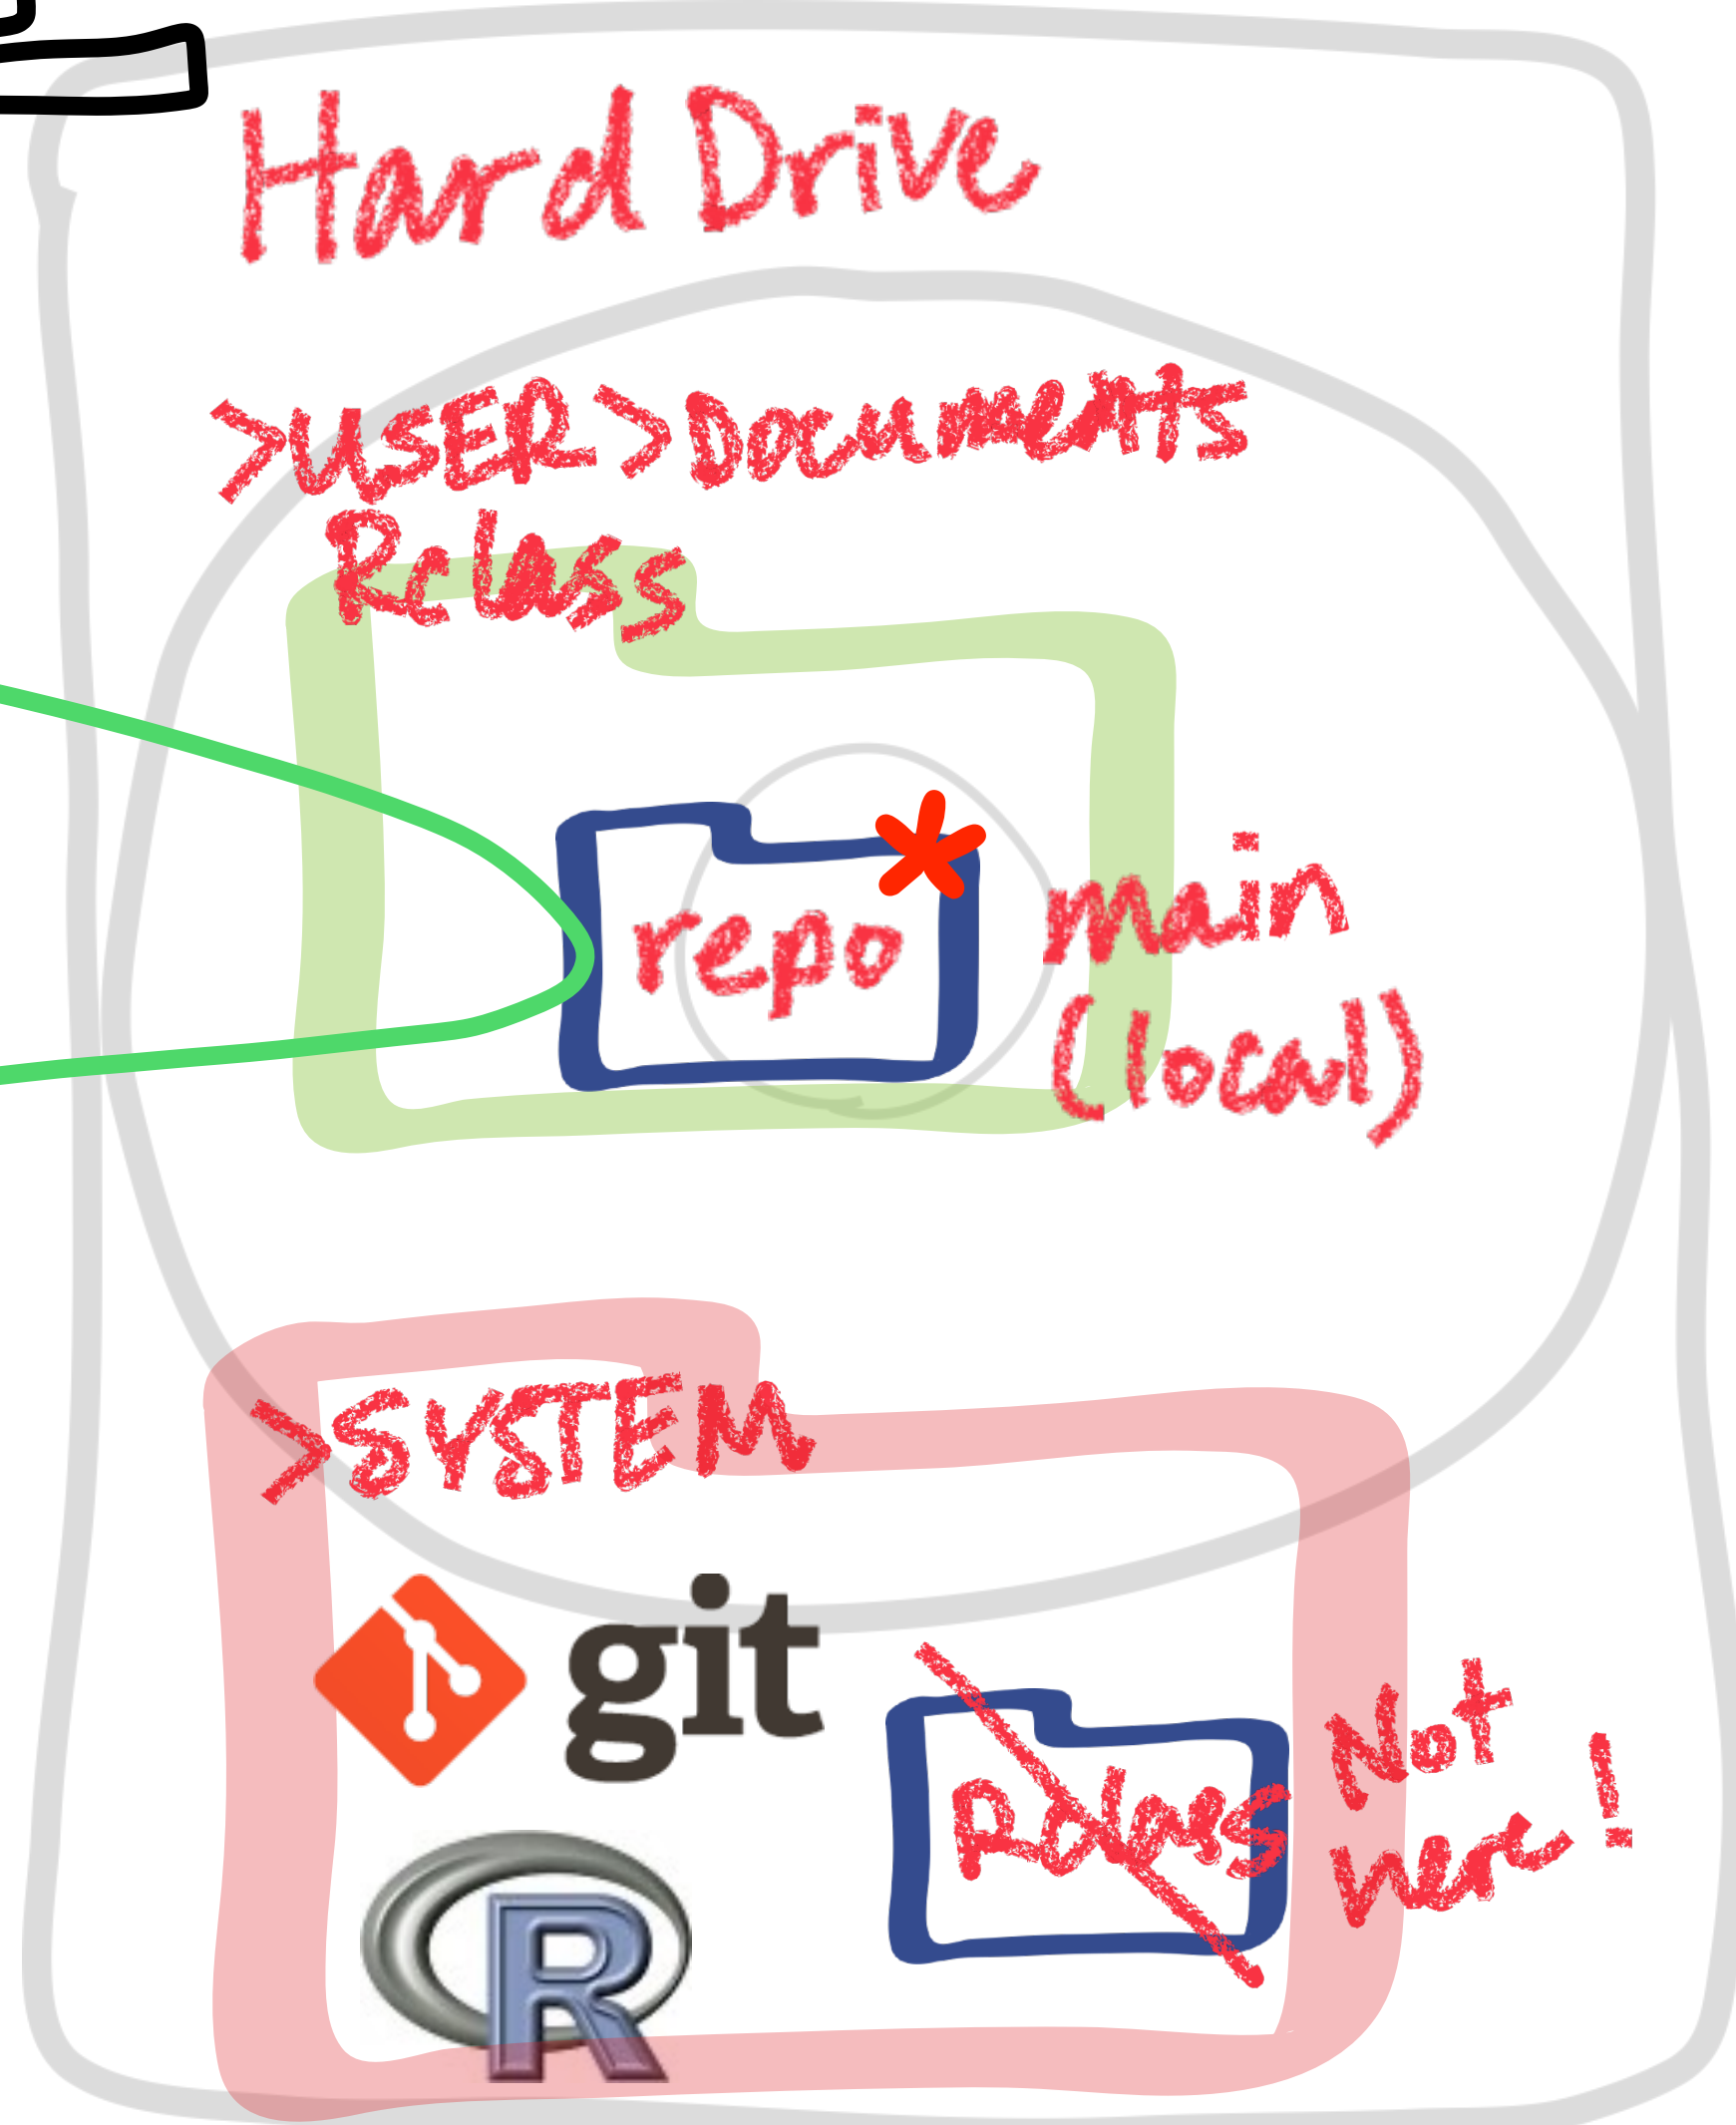 Hard Drive
>USER>Documents
Rclass
repo
main
(local)
>SYSTEM
git
Rclass
Not
here!
R